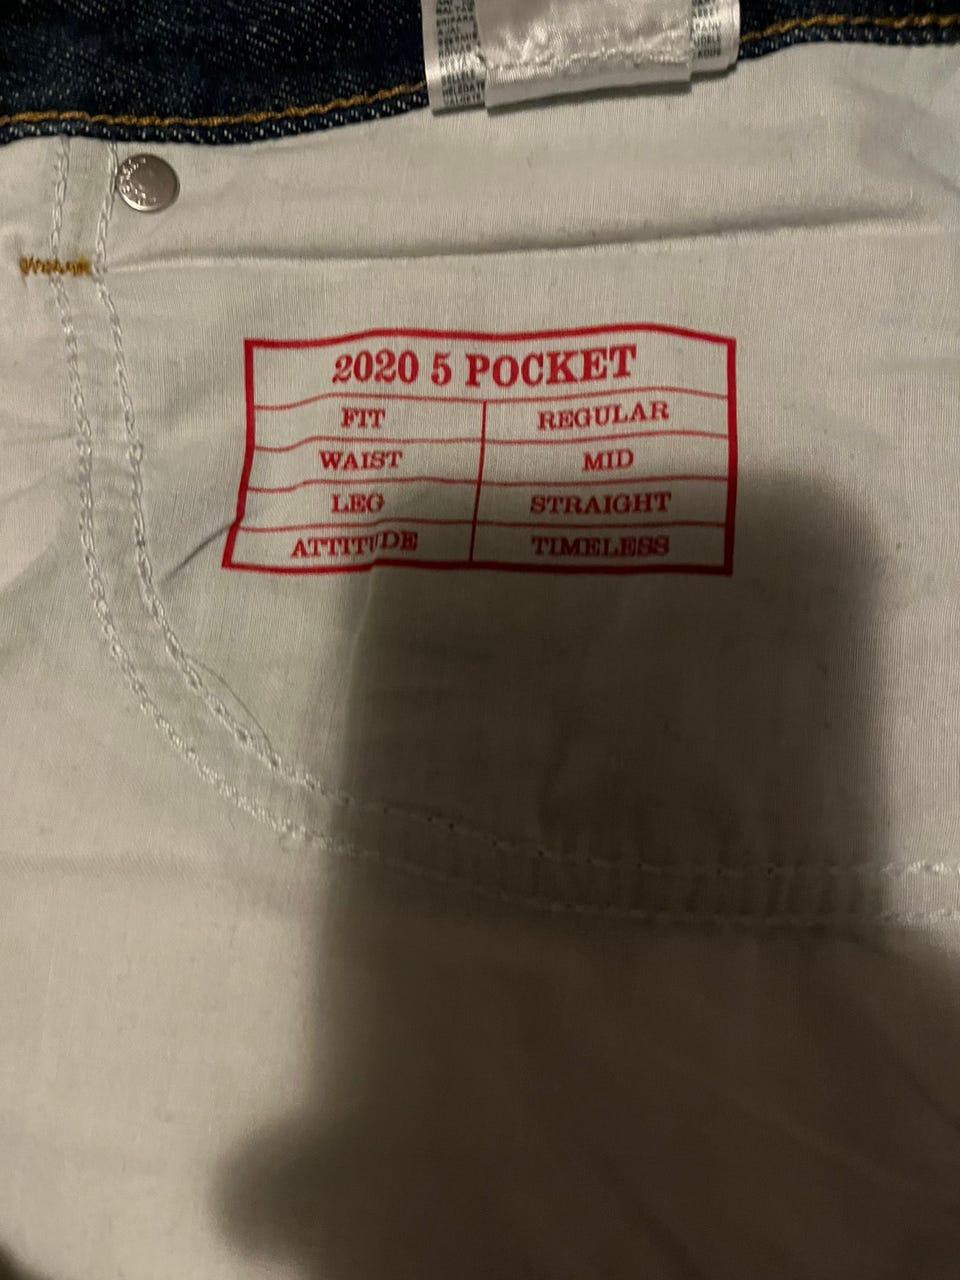 2020 5 POCKET
FIT REGULAR
WAIST MID
LEG STRAIGHT
ATTITUDE TIMELESS